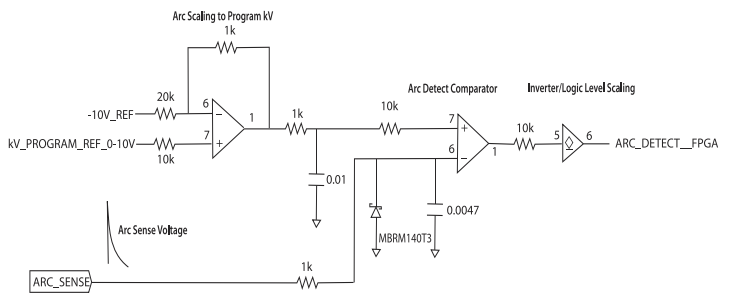 Arc Scaling to Program kV
1k
20k
-10V_REF
6
-
1
7
+
kV_PROGRAM_REF_0-10V
10k
1k
0.01
10k
Arc Detect Comparator
7
+
6
-
1
Inverter/Logic Level Scaling
10k
5
6
ARC_DETECT__FPGA
0.0047
MBRM140T3
Arc Sense Voltage
ARC_SENSE
1k